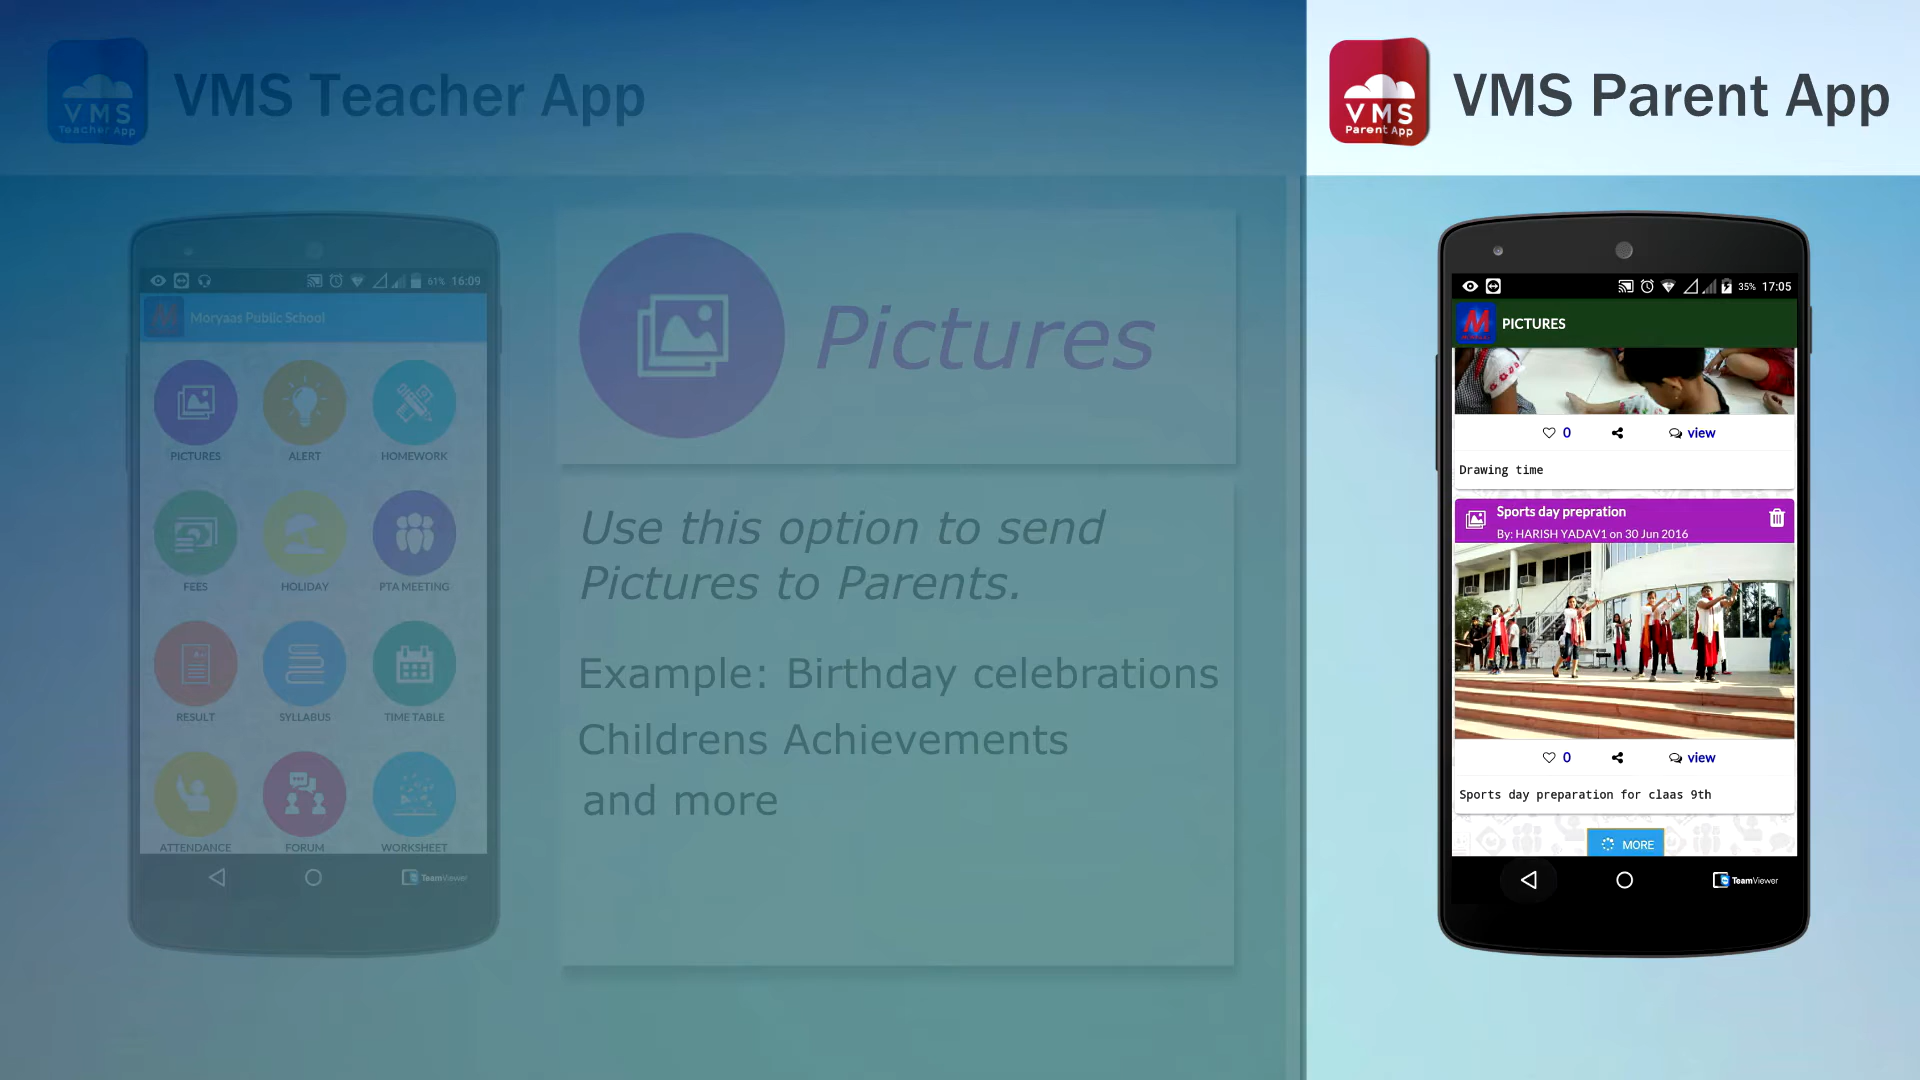 VMS
Teacher App
VMS Teacher App
61% 16:09
Moryaas Public School
PICTURES
ALERT
HOMEWORK
FEES
HOLIDAY
PTA MEETING
RESULT
SYLLABUS
TIME TABLE
ATTENDANCE
FORUM
WORKSHEET
TeamViewer
Pictures
Use this option to send
Pictures to Parents.
Example: Birthday celebrations
Childrens Achievements
and more
VMS
Parent App
VMS Parent App
35% 17:05
M
PICTURES
0
view
Drawing time
Sports day prepration
By: HARISH YADAV1 on 30 Jun 2016
0
view
Sports day preparation for claas 9th
MORE
TeamViewer